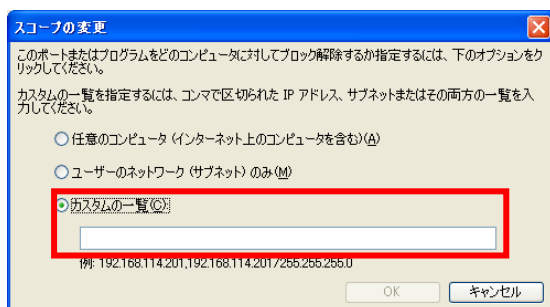 スコープの変更
このポートまたはプログラムをどのコンピュータに対してブロック解除するか指定するには、下のオプションをク
リックしてください。
カスタムの一覧を指定するには、コンマで区切られた IP アドレス、サブネットまたはその両方の一覧を入
力してください。
任意のコンピュータ (インターネット上のコンピュータを含む)(A)
ユーザーのネットワーク (サブネット) のみ(M)
カスタムの一覧(C):
例: 192.168.114.201,192.168.114.201/255.255.255.0
OK キャンセル